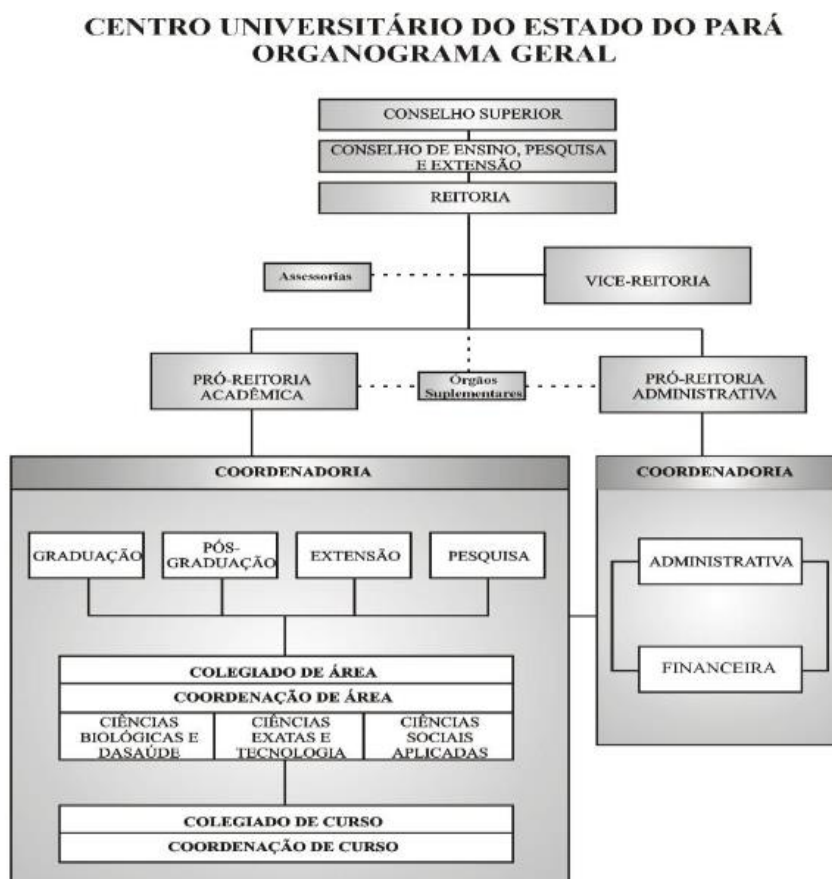 CENTRO UNIVERSITÁRIO DO ESTADO DO PARÁ
ORGANOGRAMA GERAL
CONSELHO SUPERIOR
CONSELHO DE ENSINO, PESQUISA
E EXTENSÃO
REITORIA
Assessorias
VICE-REITORIA
PRÓ-REITORIA
ACADÊMICA
Órgãos
Suplementares
PRÓ-REITORIA
ADMINISTRATIVA
COORDENADORIA
GRADUAÇÃO
PÓS-
GRADUAÇÃO
EXTENSÃO
PESQUISA
COLEGIADO DE ÁREA
COORDENAÇÃO DE ÁREA
CIÊNCIAS
BIOLÓGICAS E
DASAÚDE
CIÊNCIAS
EXATAS E
TECNOLOGIA
CIÊNCIAS
SOCIAIS
APLICADAS
COLEGIADO DE CURSO
COORDENAÇÃO DE CURSO
COORDENADORIA
ADMINISTRATIVA
FINANCEIRA